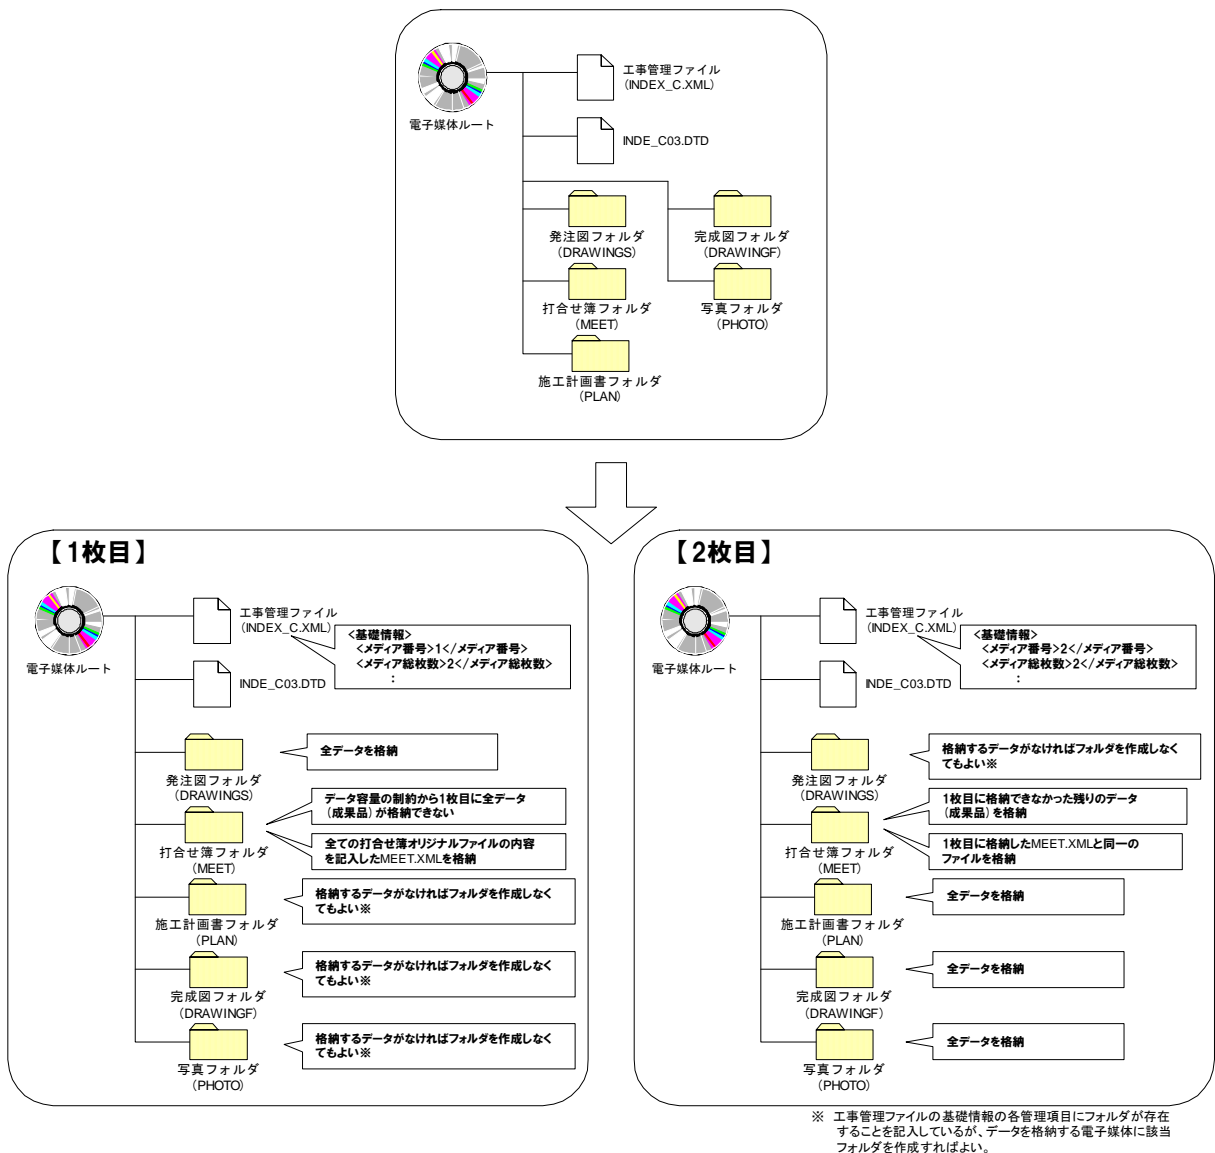 工事管理ファイル
(INDEX_C.XML)
電子媒体ルート
INDE_C03.DTD
発注図フォルダ
(DRAWINGS)
完成図フォルダ
(DRAWINGF)
打合せ簿フォルダ
(MEET)
写真フォルダ
(PHOTO)
施工計画書フォルダ
(PLAN)
【1枚目】
工事管理ファイル
(INDEX_C.XML)
<基礎情報>
<メディア番号>1</メディア番号>
<メディア総枚数>2</メディア総枚数>
:
電子媒体ルート
INDE_C03.DTD
全データを格納
発注図フォルダ
(DRAWINGS)
データ容量の制約から1枚目に全データ
(成果品)が格納できない
全ての打合せ簿オリジナルファイルの内容
を記入したMEET.XMLを格納
打合せ簿フォルダ
(MEET)
格納するデータがなければフォルダを作成しなく
てもよい※
施工計画書フォルダ
(PLAN)
格納するデータがなければフォルダを作成しなく
てもよい※
完成図フォルダ
(DRAWINGF)
格納するデータがなければフォルダを作成しなく
てもよい※
写真フォルダ
(PHOTO)
【2枚目】
工事管理ファイル
(INDEX_C.XML)
<基礎情報>
<メディア番号>2</メディア番号>
<メディア総枚数>2</メディア総枚数>
:
電子媒体ルート
INDE_C03.DTD
格納するデータがなければフォルダを作成しなく
てもよい※
発注図フォルダ
(DRAWINGS)
1枚目に格納できなかった残りのデータ
(成果品)を格納
1枚目に格納したMEET.XMLと同一の
ファイルを格納
打合せ簿フォルダ
(MEET)
全データを格納
施工計画書フォルダ
(PLAN)
全データを格納
完成図フォルダ
(DRAWINGF)
全データを格納
写真フォルダ
(PHOTO)
※ 工事管理ファイルの基礎情報の各管理項目にフォルダが存在
することを記入しているが、データを格納する電子媒体に該当
フォルダを作成すればよい。